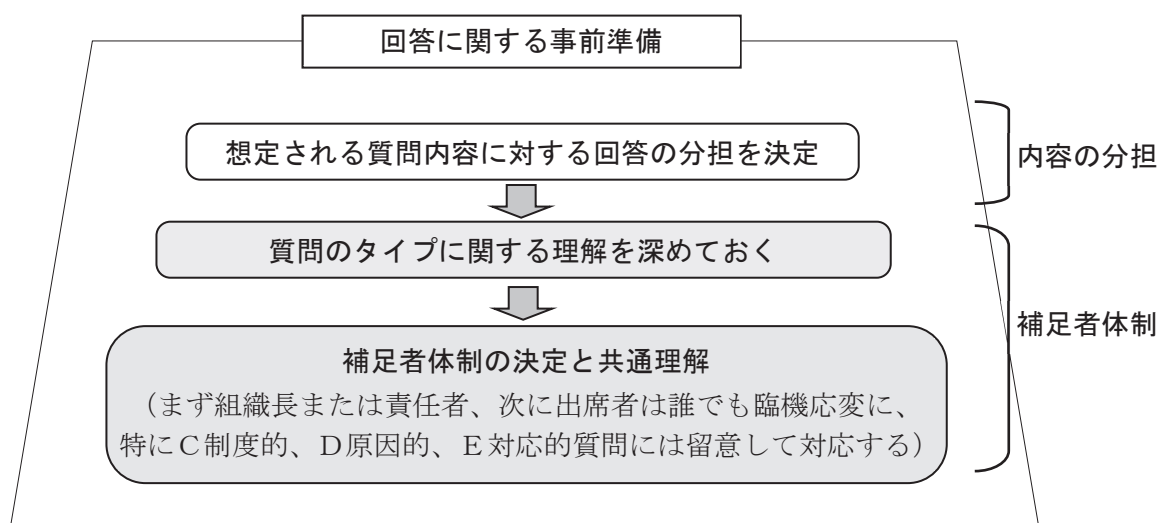 回答に関する事前準備
想定される質問内容に対する回答の分担を決定
内容の分担
質問のタイプに関する理解を深めておく
補足者体制の決定と共通理解
（まず組織長または責任者、次に出席者は誰でも臨機応変に、
特にＣ制度的、Ｄ原因的、Ｅ対応的質問には留意して対応する）
補足者体制